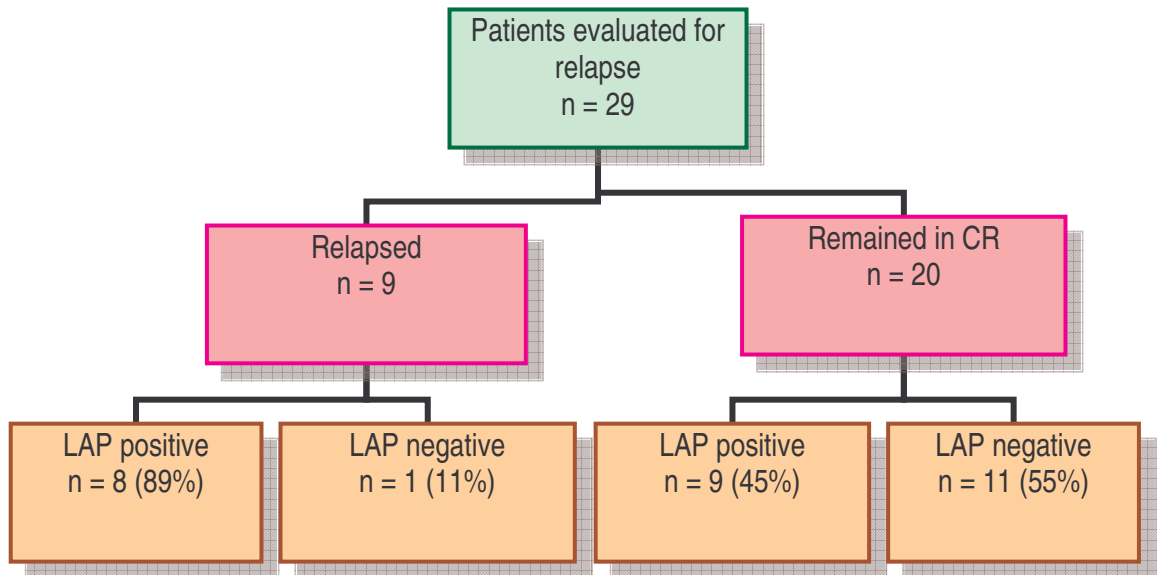 Patients evaluated for
relapse
n = 29
Relapsed
n = 9
Remained in CR
n = 20
LAP positive
n = 8 (89%)
LAP negative
n = 1 (11%)
LAP positive
n = 9 (45%)
LAP negative
n = 11 (55%)